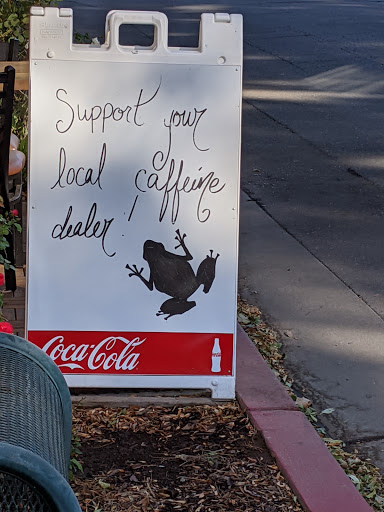 Support your
local caffeine
dealer!
Coca-Cola